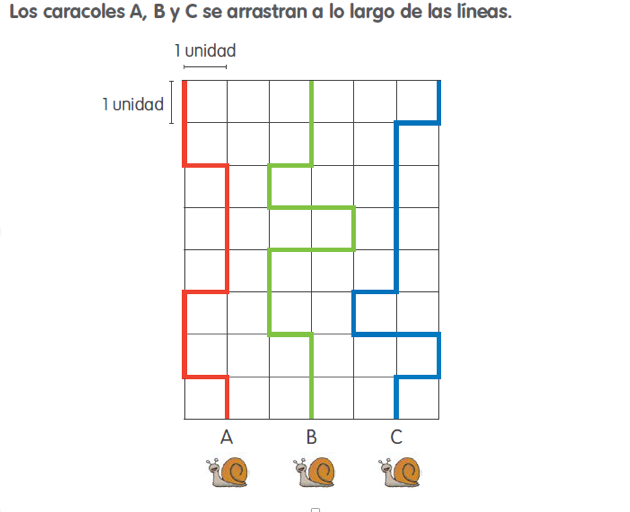 Los caracoles A, B y C se arrastran a lo largo de las líneas.
1 unidad
1 unidad
A B C